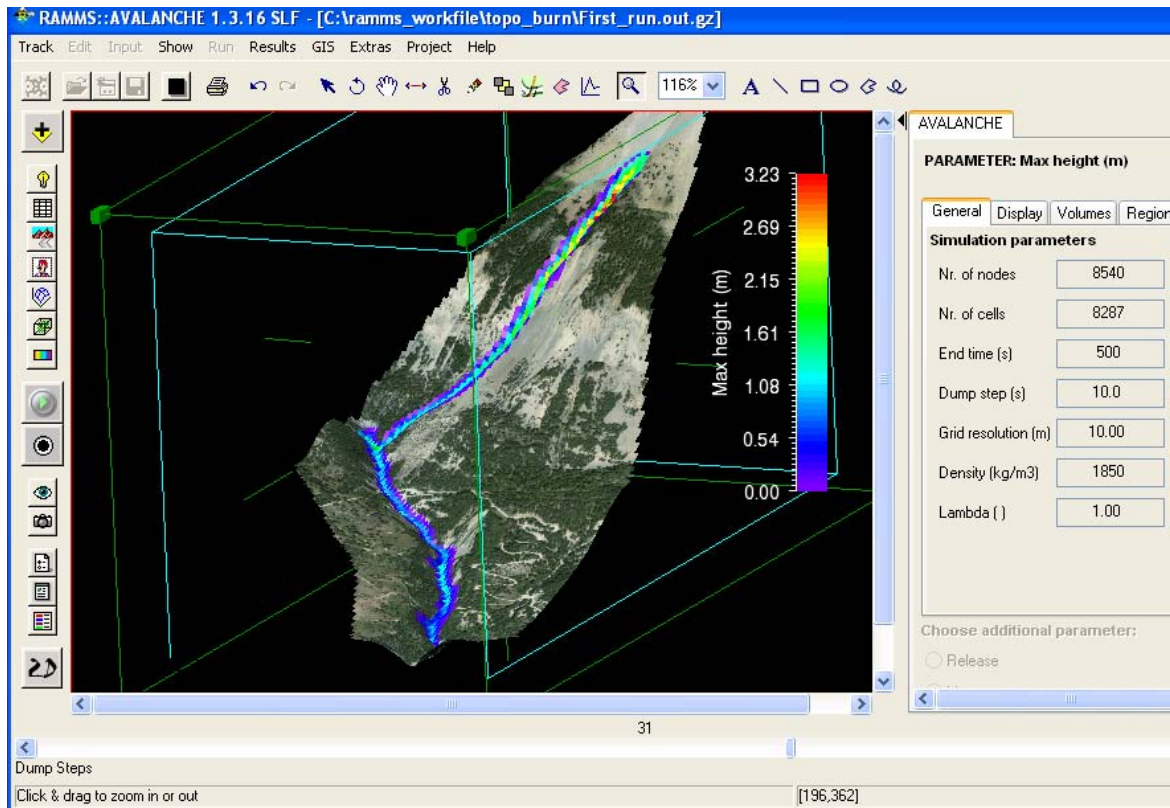 RAMMS::AVALANCHE 1.3.16 SLF - [C:\ramms_workfile\topo_burn\First_run.out.gz]
Track Edit Input Show Run Results GIS Extras Project Help
116%
A
AVALANCHE
PARAMETER: Max height (m)
General Display Volumes Region
Simulation parameters
Nr. of nodes 8540
Nr. of cells 8287
End time (s) 500
Dump step (s) 10.0
Grid resolution (m) 10.00
Density (kg/m3) 1850
Lambda ( ) 1.00
Choose additional parameter:
Release
Max height (m)
3.23
2.69
2.15
1.61
1.08
0.54
0.00
2D
31
Dump Steps
Click & drag to zoom in or out
[196,362]